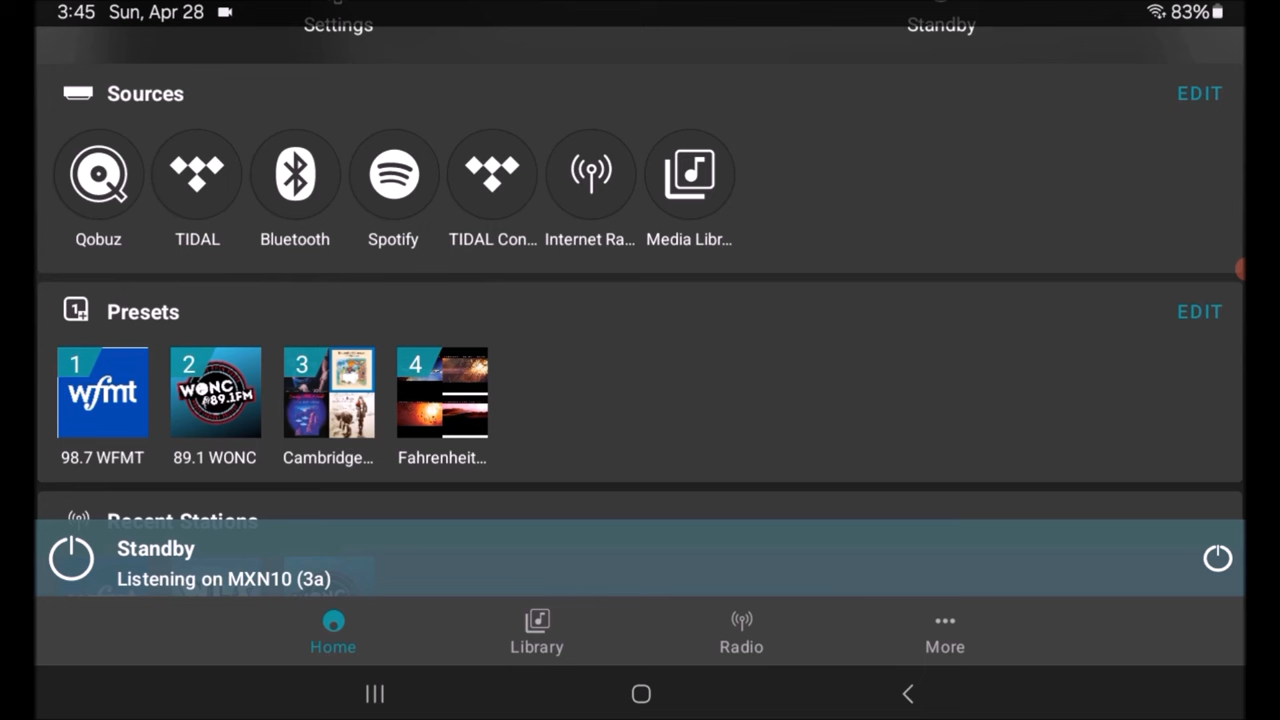 3:45 Sun, Apr 28 83%
Settings Standby
Sources EDIT
Qobuz TIDAL Bluetooth Spotify TIDAL Con... Internet Ra... Media Libr...
Presets EDIT
1 2 3 4
wfmt WONC 89.1FM
98.7 WFMT 89.1 WONC Cambridge... Fahrenheit...
Recent Stations
Standby
Listening on MXN10 (3a)
Home Library Radio More